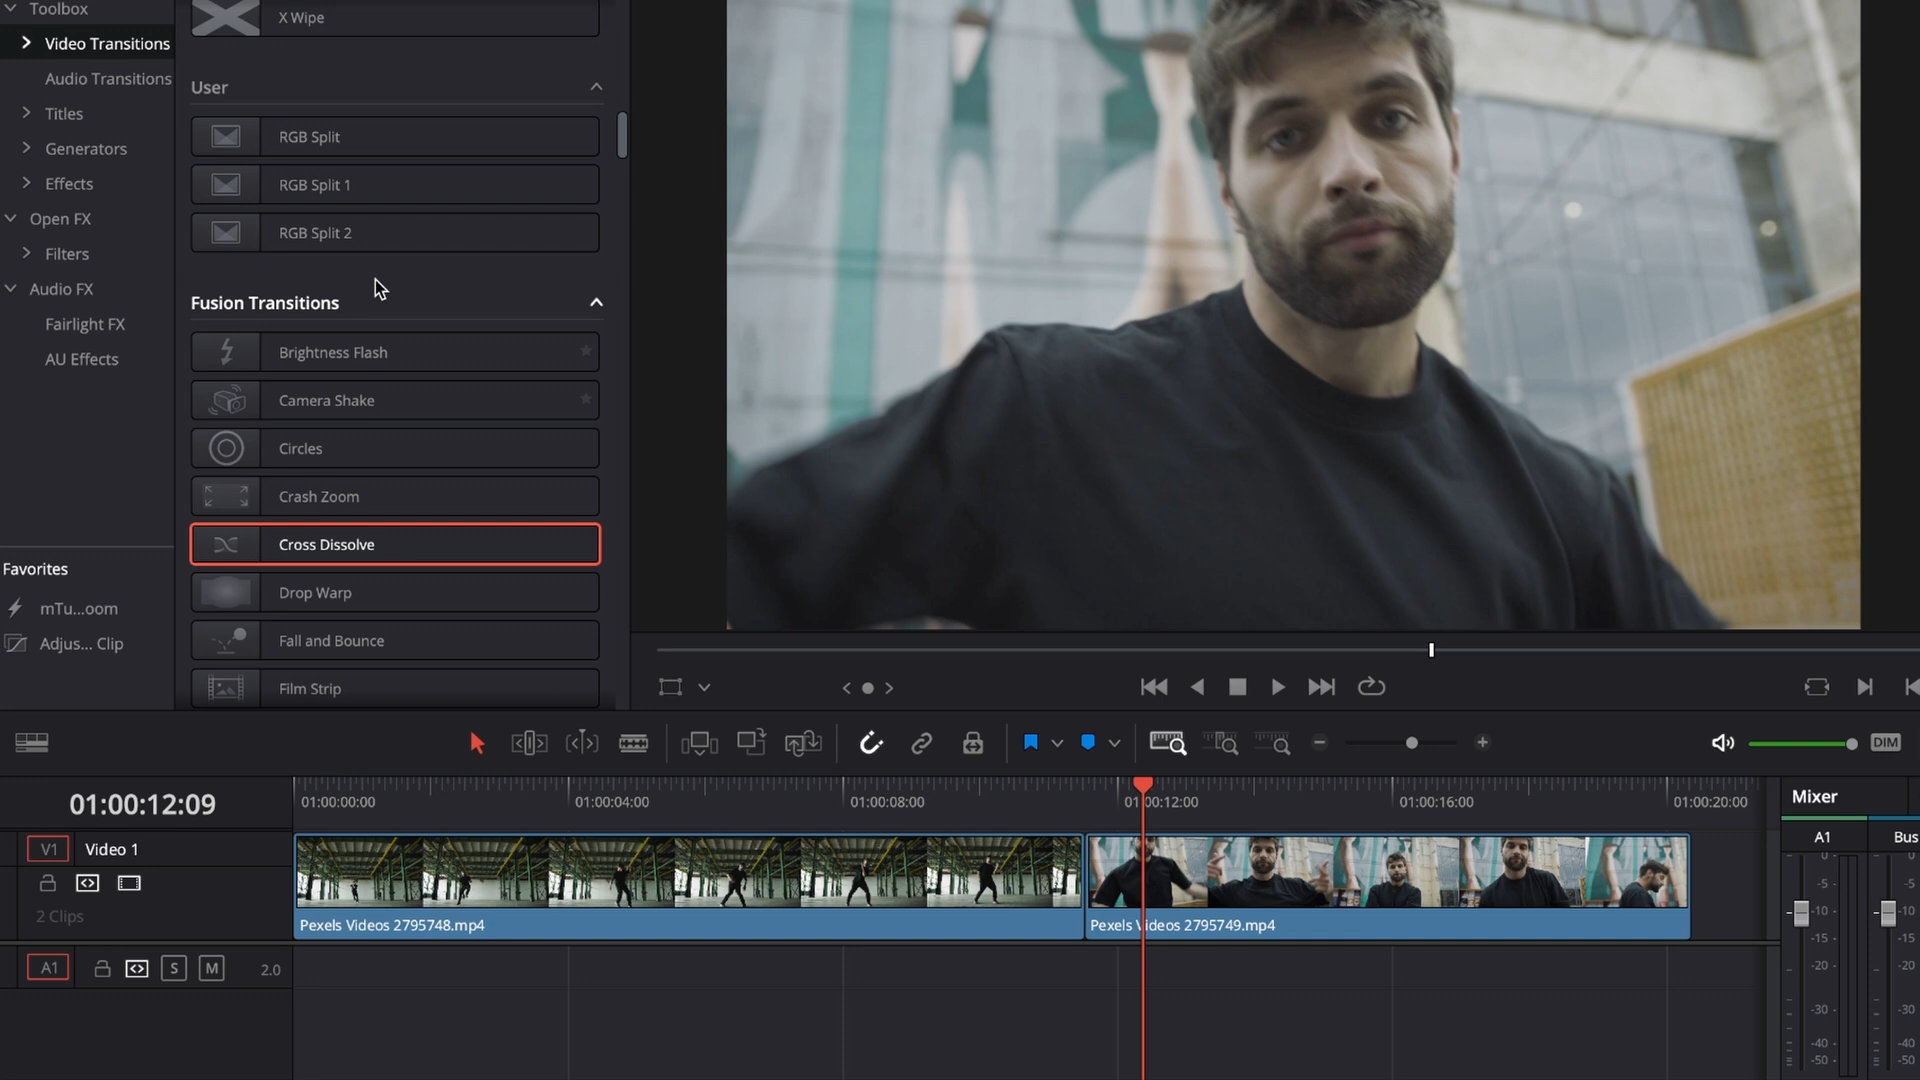 Toolbox
Video Transitions
Audio Transitions
Titles
Generators
Effects
Open FX
Filters
Audio FX
Fairlight FX
AU Effects
Favorites
mTu...oom
Adjus... Clip
X Wipe
User
RGB Split
RGB Split 1
RGB Split 2
Fusion Transitions
Brightness Flash
Camera Shake
Circles
Crash Zoom
Cross Dissolve
Drop Warp
Fall and Bounce
Film Strip
DIM
01:00:12:09
01:00:00:00
01:00:04:00
01:00:08:00
01:00:12:00
01:00:16:00
01:00:20:00
V1 Video 1
2 Clips
Pexels Videos 2795748.mp4
Pexels Videos 2795749.mp4
A1 S M 2.0
Mixer
A1 Bus
0 0
-5 -5
-10 -10
-15 -15
-20 -20
-30 -30
-40 -40
-50 -50